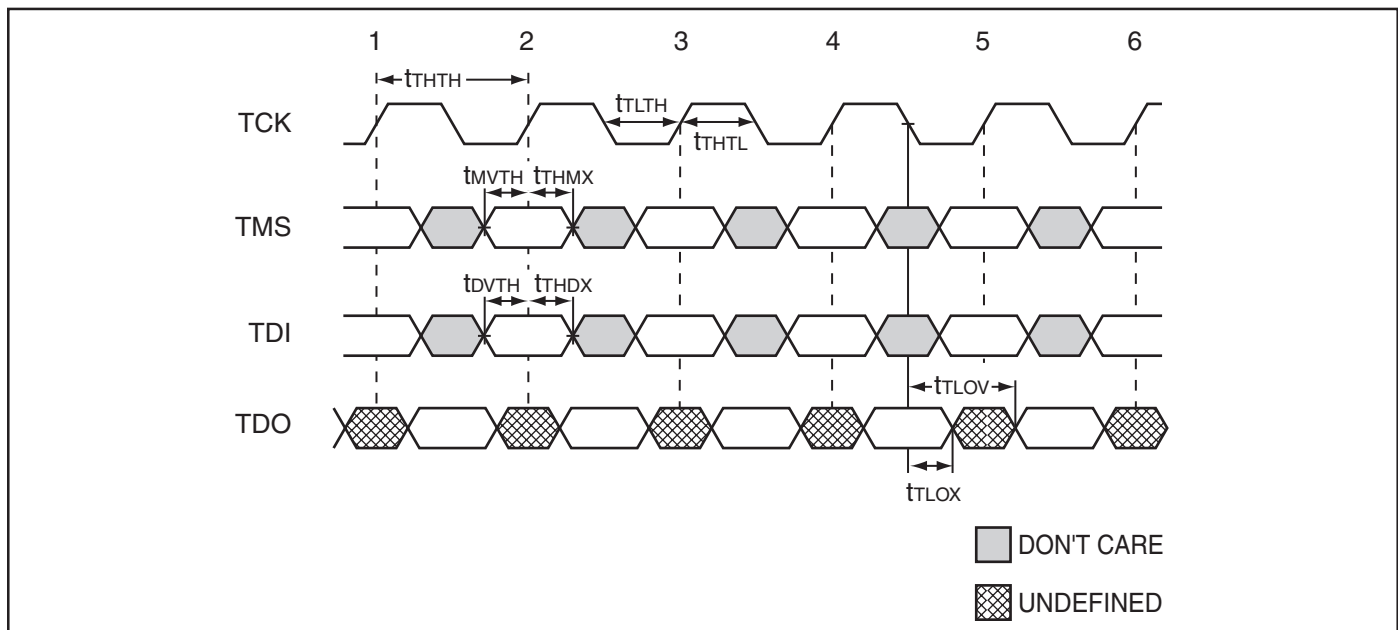 1 2 3 4 5 6
tTHTH
TCK
tTLTH
tTHTL
tMVTH tTHMX
TMS
tDVTH tTHDX
TDI
tTLOV
TDO
tTLOX
DON'T CARE
UNDEFINED